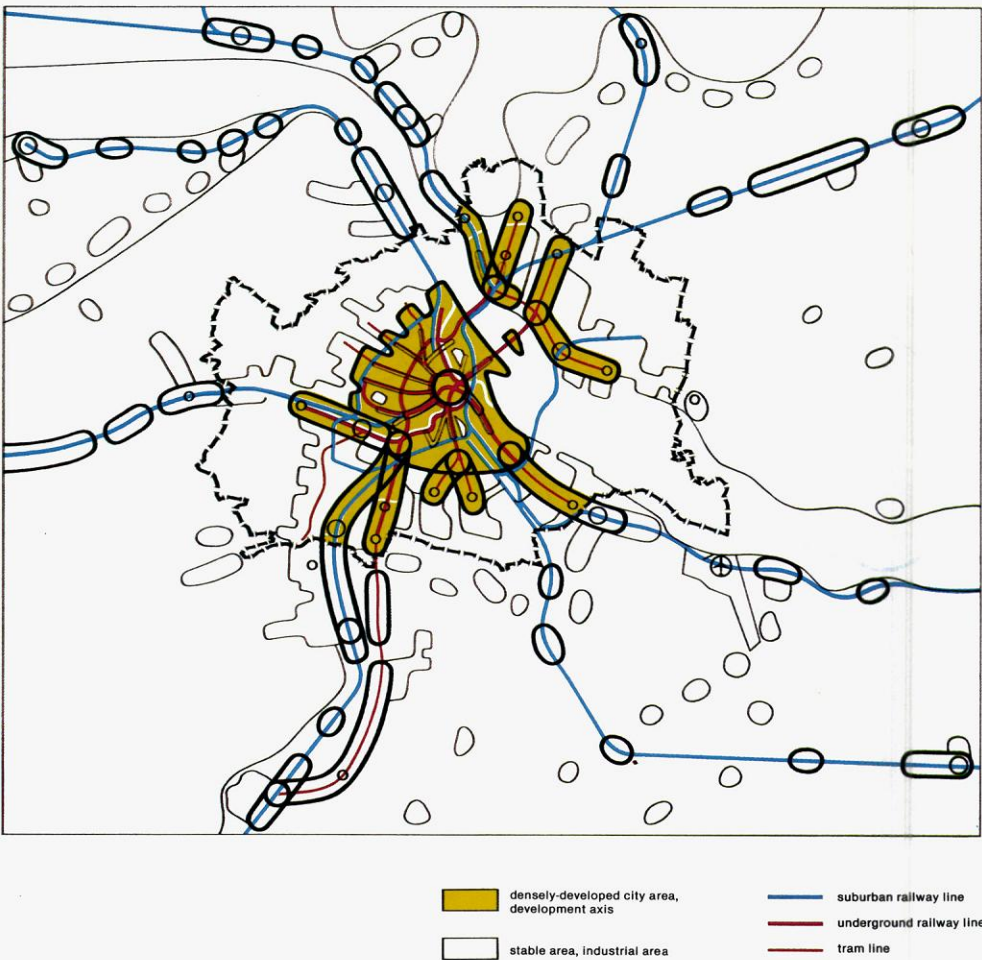 densely-developed city area,
development axis
stable area, industrial area
suburban railway line
underground railway line
tram line